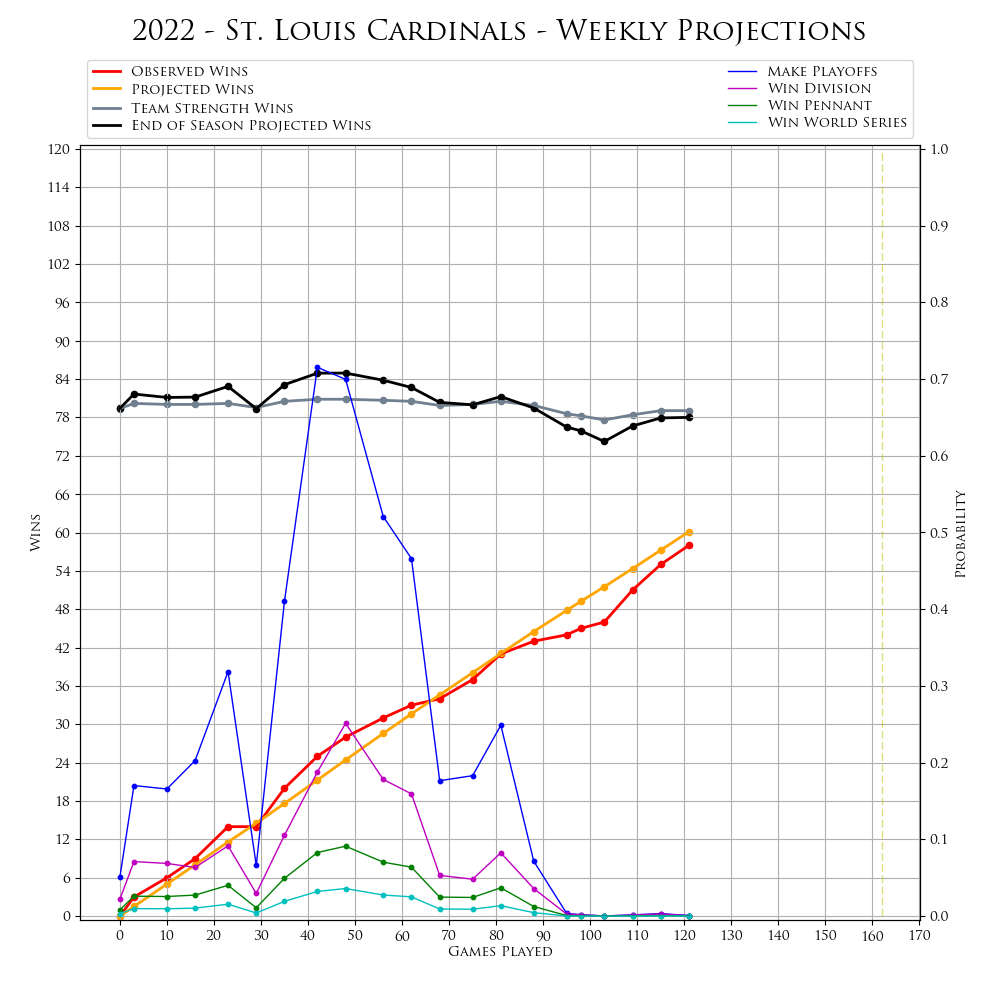 2022 - St. Louis Cardinals - Weekly Projections
Observed Wins
Projected Wins
Team Strength Wins
End of Season Projected Wins
Make Playoffs
Win Division
Win Pennant
Win World Series
120
114
108
102
96
90
84
78
72
66
60
54
48
42
36
30
24
18
12
6
0
Wins
1.0
0.9
0.8
0.7
0.6
0.5
0.4
0.3
0.2
0.1
0.0
Probability
0 10 20 30 40 50 60 70 80 90 100 110 120 130 140 150 160 170
Games Played